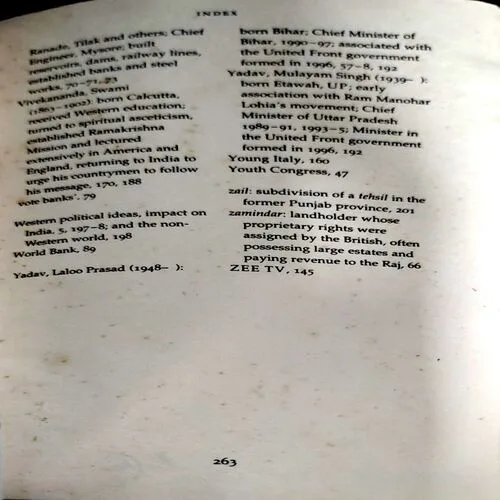 INDEX
Ranade, Tilak and others; Chief
Engineer, Mysore; built
reservoirs, dams, railway lines,
established banks and steel
works, 70–71, 73
Vivekananda, Swami
(1863–1902): born Calcutta,
received Western education;
turned to spiritual asceticism,
established Ramakrishna
Mission and lectured
extensively in America and
England, returning to India to
urge his countrymen to follow
his message, 170, 188
vote banks', 79
Western political ideas, impact on
India, 5, 197–8; and the non-
Western world, 198
World Bank, 89
Yadav, Laloo Prasad (1948– ):
born Bihar; Chief Minister of
Bihar, 1990–97; associated with
the United Front government
formed in 1996, 57–8, 192
Yadav, Mulayam Singh (1939– ):
born Etawah, UP; early
association with Ram Manohar
Lohia's movement; Chief
Minister of Uttar Pradesh
1989–91, 1993–5; Minister in
the United Front government
formed in 1996, 192
Young Italy, 160
Youth Congress, 47
zail: subdivision of a tehsil in the
former Punjab province, 201
zamindar: landholder whose
proprietary rights were
assigned by the British, often
possessing large estates and
paying revenue to the Raj, 66
ZEE TV, 145
263